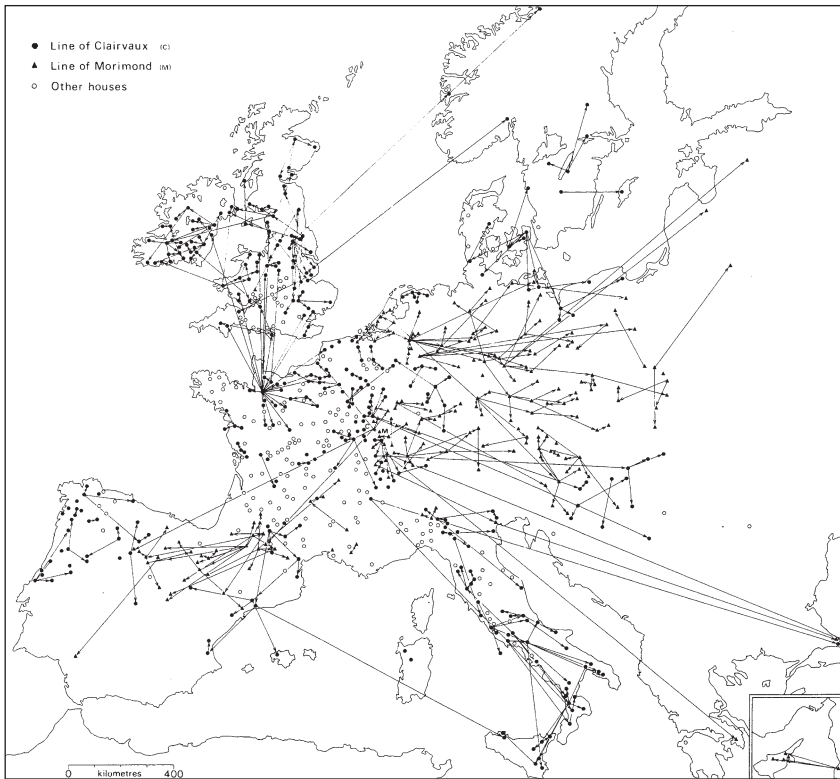 Line of Clairvaux (C)
Line of Morimond (M)
Other houses
M
0 kilometres 400